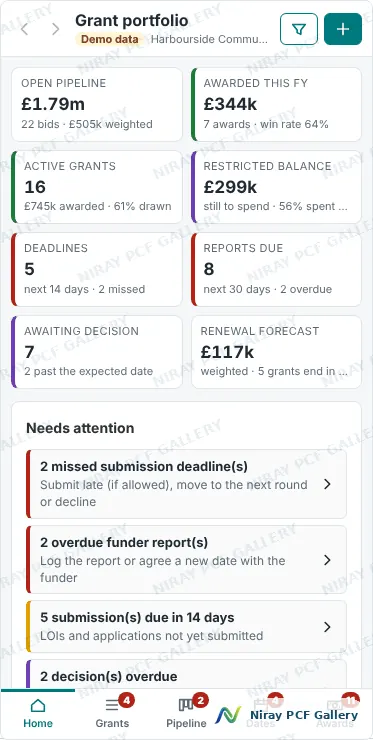 Grant portfolio
Demo data Harbourside Commu...
OPEN PIPELINE
£1.79m
22 bids · £505k weighted
AWARDED THIS FY
£344k
7 awards · win rate 64%
ACTIVE GRANTS
16
£745k awarded · 61% drawn
RESTRICTED BALANCE
£299k
still to spend · 56% spent ...
DEADLINES
5
next 14 days · 2 missed
REPORTS DUE
8
next 30 days · 2 overdue
AWAITING DECISION
7
2 past the expected date
RENEWAL FORECAST
£117k
weighted · 5 grants end in ...
Needs attention
2 missed submission deadline(s)
Submit late (if allowed), move to the next round
or decline
2 overdue funder report(s)
Log the report or agree a new date with the
funder
5 submission(s) due in 14 days
LOIs and applications not yet submitted
2 decision(s) overdue
4
2
Home
Grants
Pipeline
Dates
Awards
Niray PCF Gallery
NIRAY PCF GALLERY